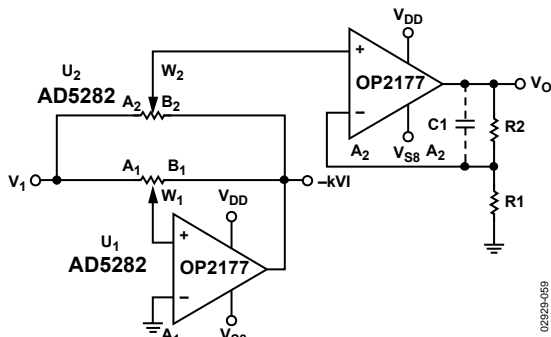 U2
AD5282
A2
B2
W2
V1
A1
B1
W1
U1
AD5282
VDD
+
OP2177
–
A1
–kVI
VDD
+
OP2177
–
A2
VS8
A2
C1
R2
R1
VO
02929-059